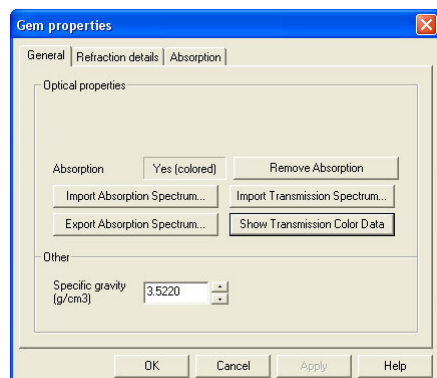 Gem properties
General Refraction details Absorption
Optical properties
Absorption Yes (colored) Remove Absorption
Import Absorption Spectrum... Import Transmission Spectrum...
Export Absorption Spectrum... Show Transmission Color Data
Other
Specific gravity
(g/cm3) 3.5220
OK Cancel Apply Help